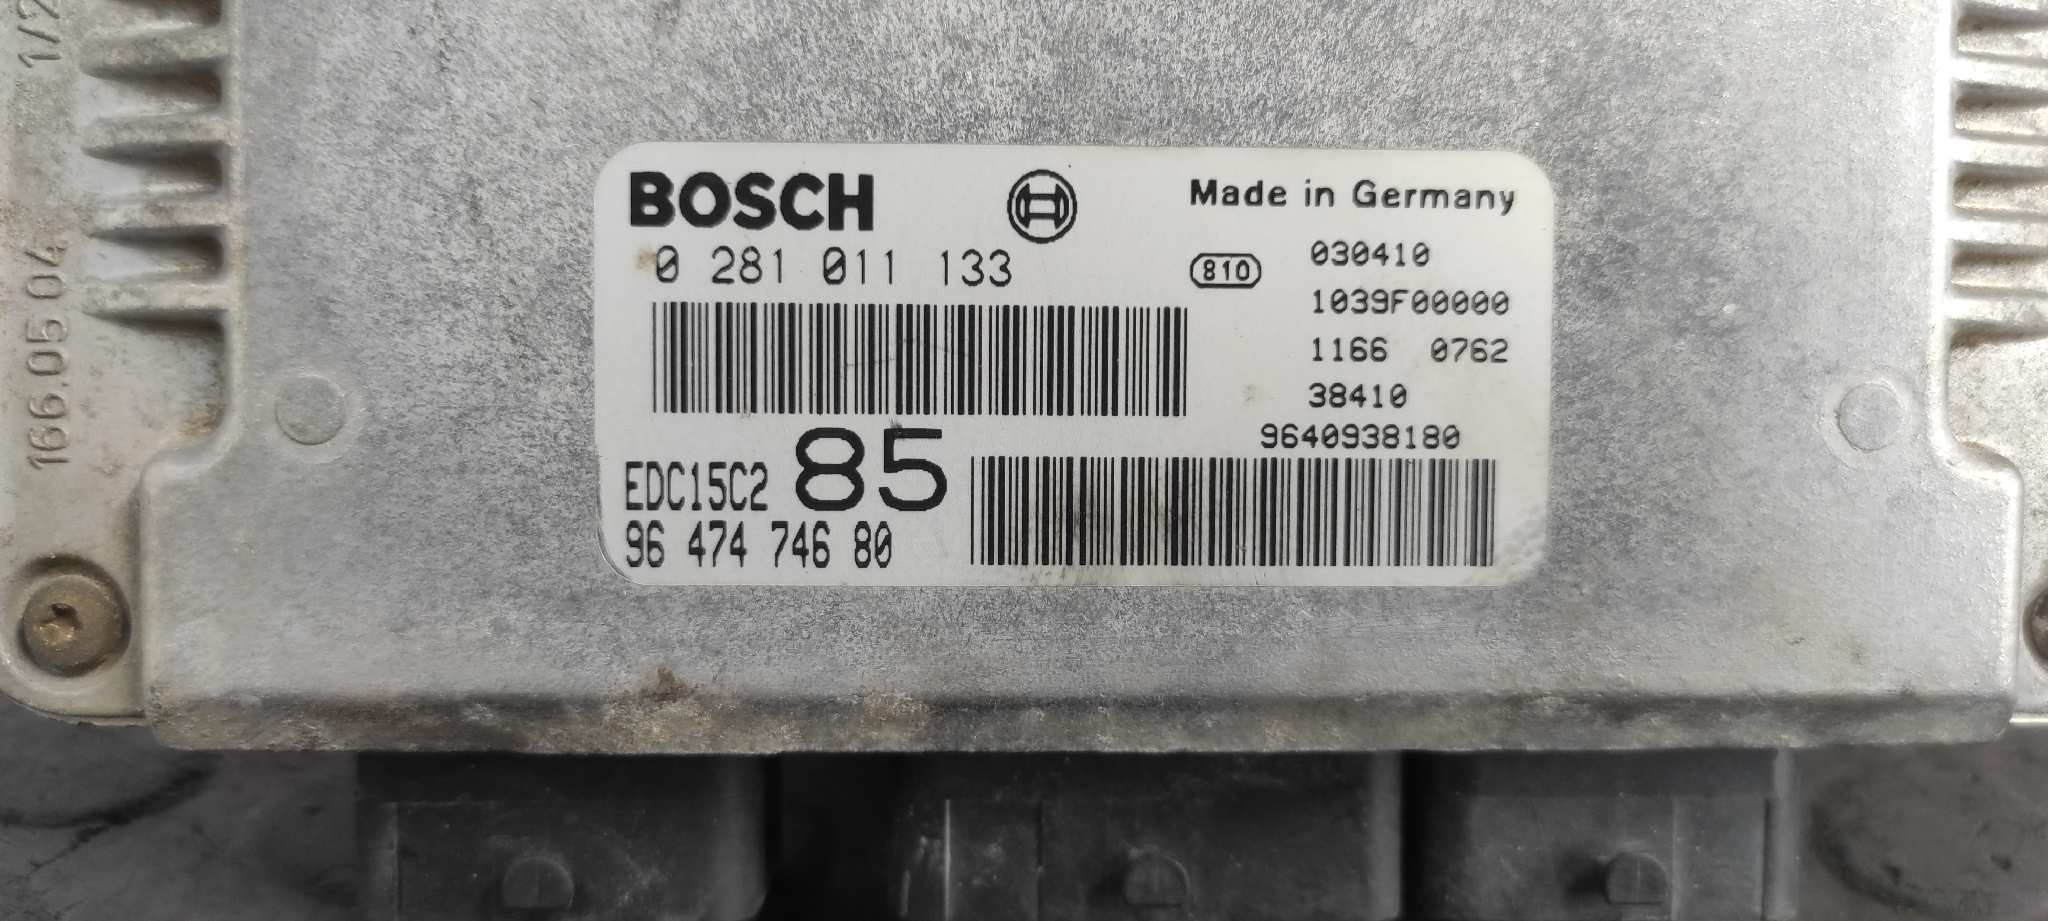 BOSCH
Made in Germany
0 281 011 133
810
030410
1039F00000
1166 0762
38410
9640938180
EDC15C2 85
96 474 746 80
166.05 04
1/2